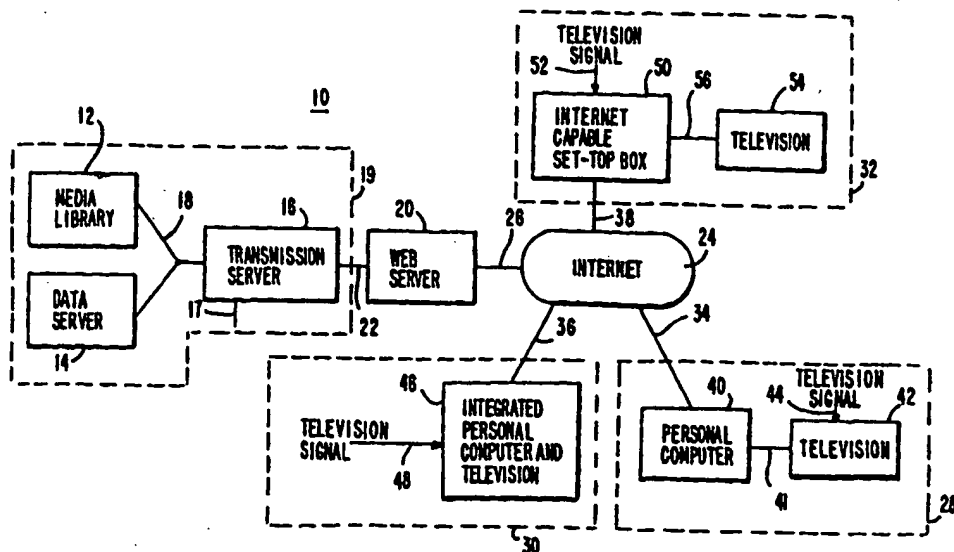 TELEVISION
SIGNAL
52
50
56
54
10
INTERNET
CAPABLE
SET-TOP BOX
TELEVISION
12
19
32
MEDIA
LIBRARY
18
16
20
38
TRANSMISSION
SERVER
WEB
SERVER
26
INTERNET
24
DATA
SERVER
17
22
14
36
34
46
40
TELEVISION
SIGNAL
44
42
INTEGRATED
PERSONAL
COMPUTER AND
TELEVISION
TELEVISION
SIGNAL
48
PERSONAL
COMPUTER
TELEVISION
41
28
30